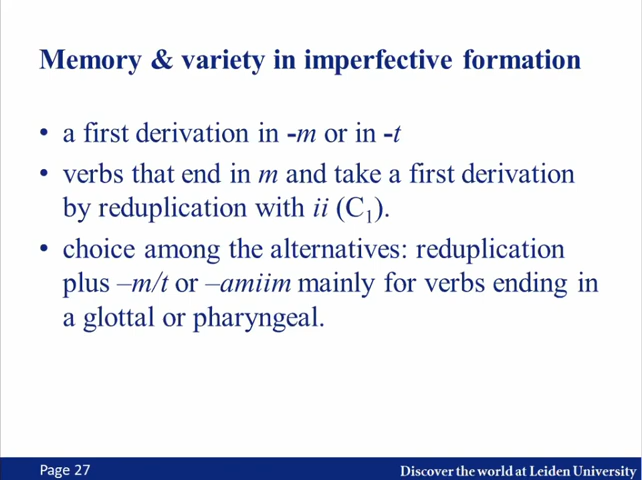 Memory & variety in imperfective formation
• a first derivation in -m or in -t
• verbs that end in m and take a first derivation
by reduplication with ii (C₁).
• choice among the alternatives: reduplication
plus –m/t or –amiim mainly for verbs ending in
a glottal or pharyngeal.
Page 27
Discover the world at Leiden University